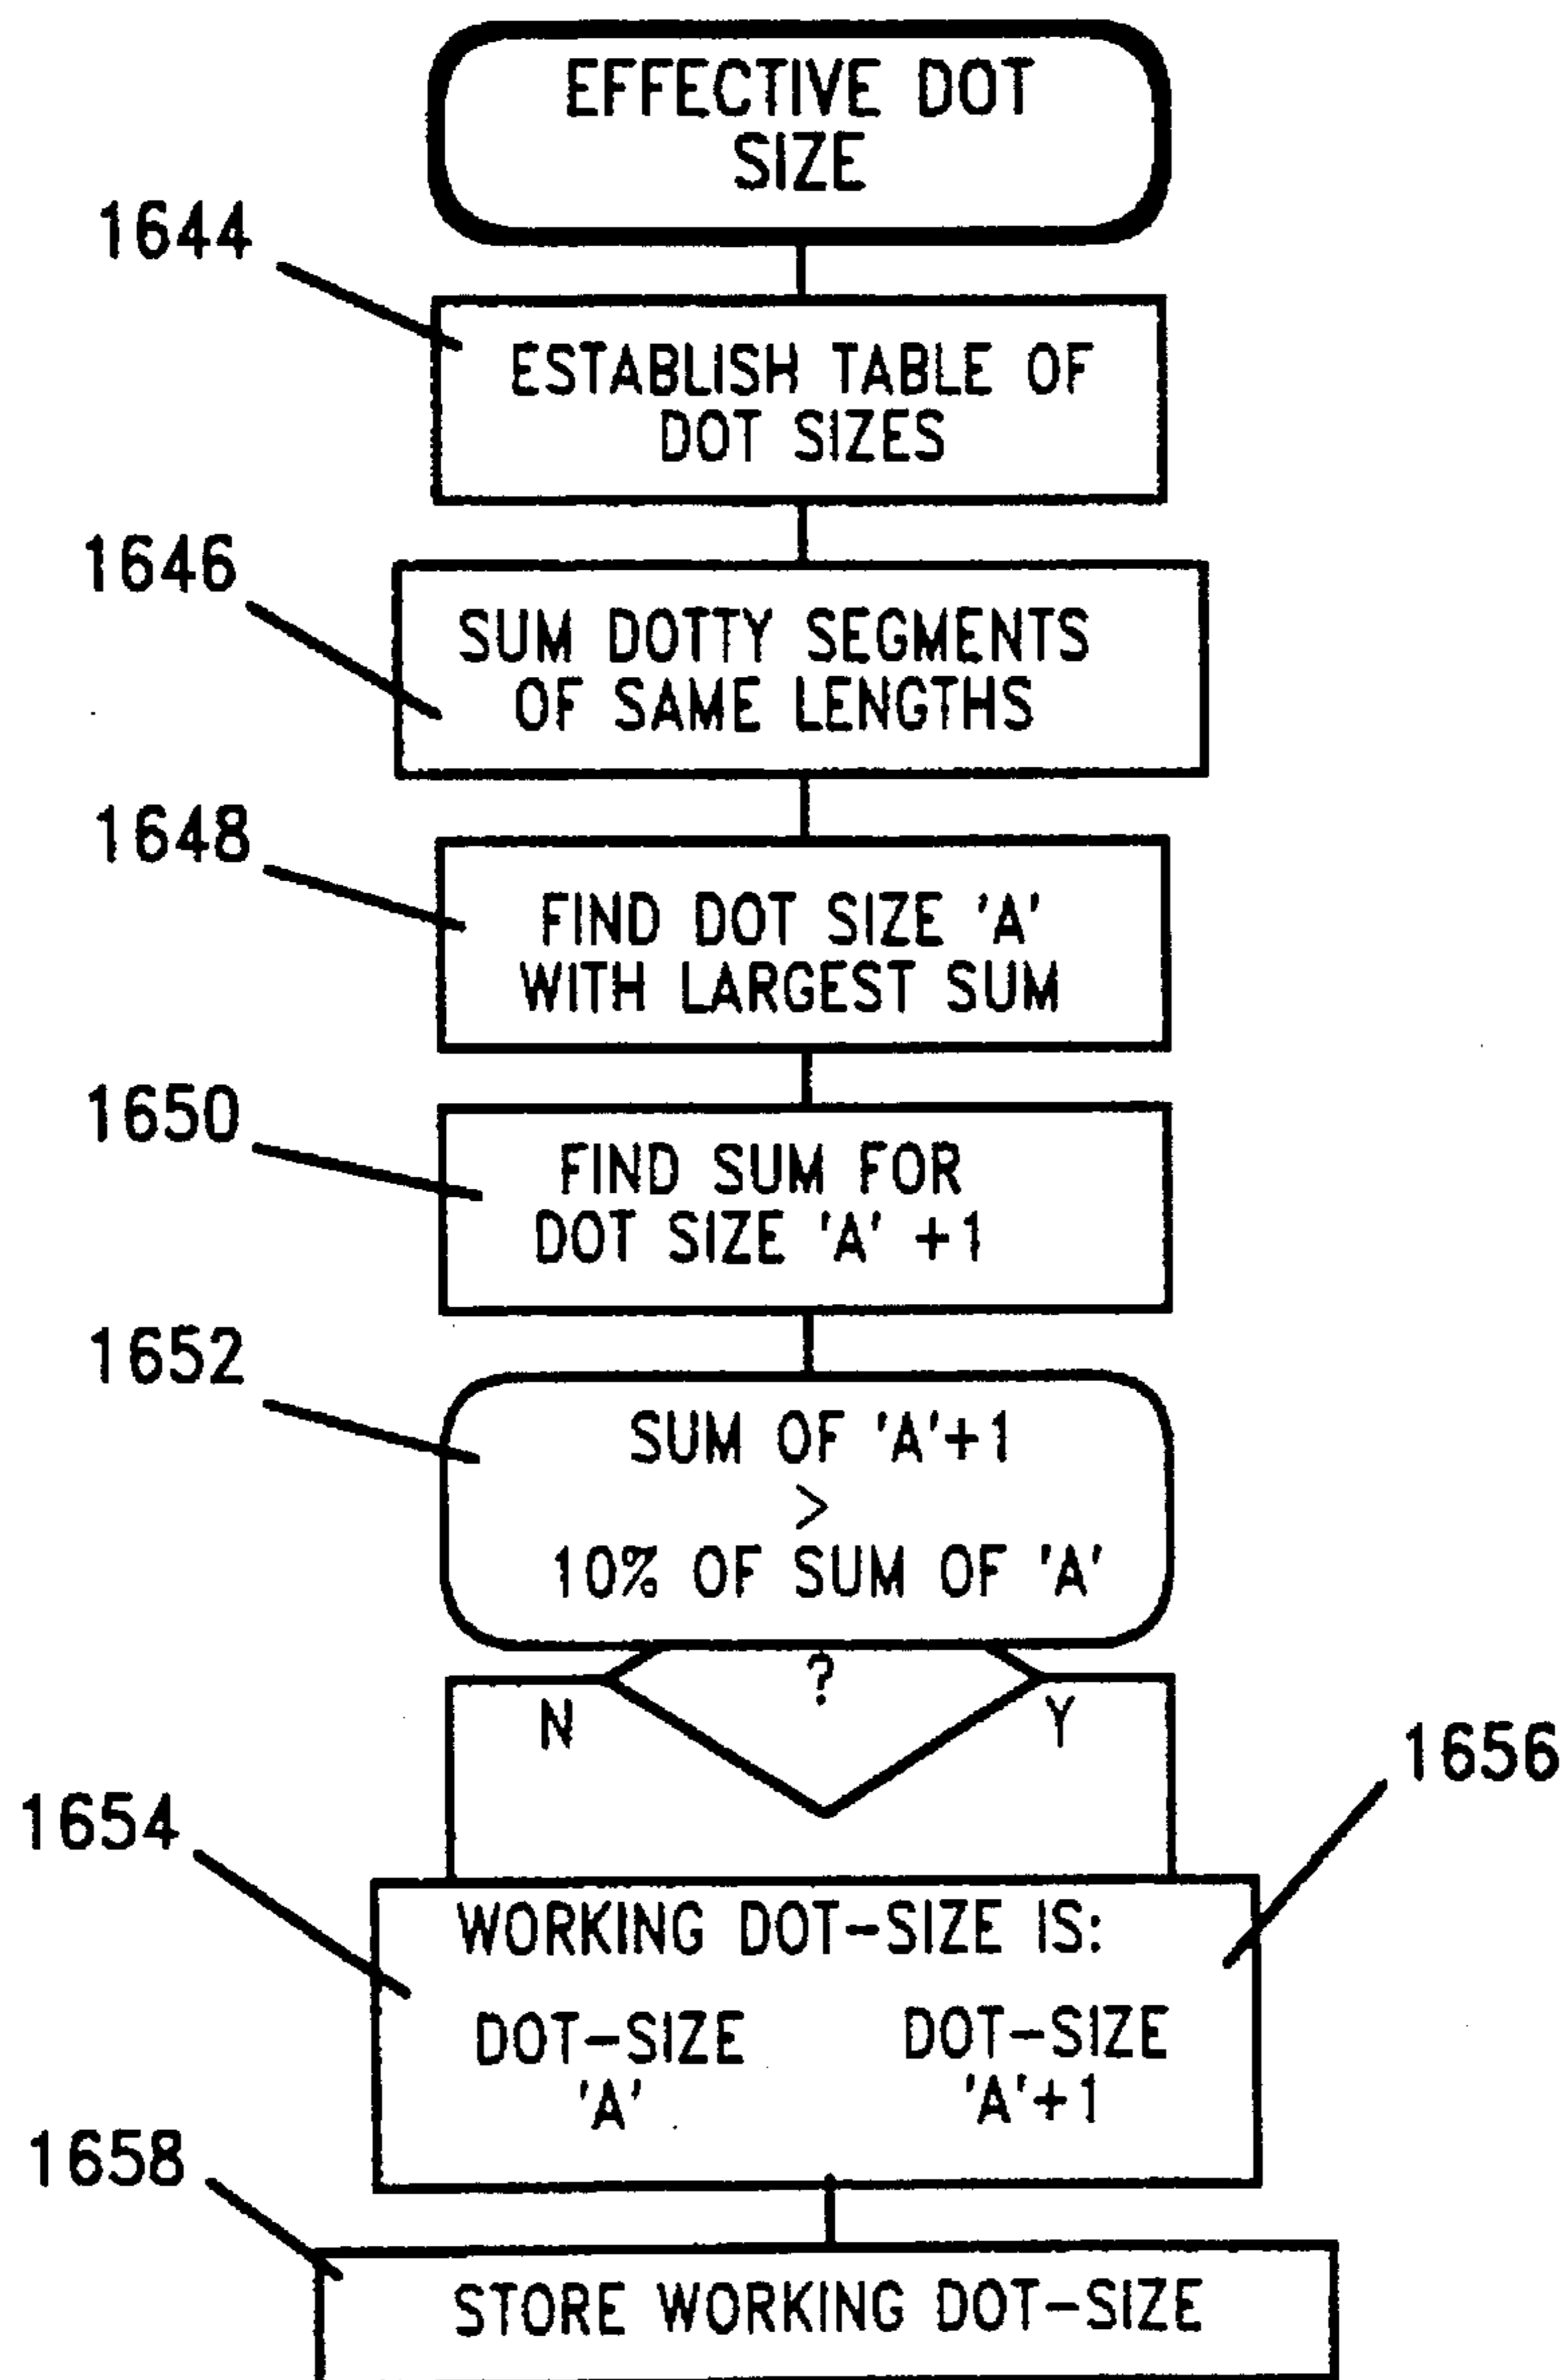 EFFECTIVE DOT
SIZE
1644
ESTABLISH TABLE OF
DOT SIZES
1646
SUM DOTTY SEGMENTS
OF SAME LENGTHS
1648
FIND DOT SIZE 'A'
WITH LARGEST SUM
1650
FIND SUM FOR
DOT SIZE 'A' +1
1652
SUM OF 'A'+1
>
10% OF SUM OF 'A'
?
N
Y
1656
1654
WORKING DOT-SIZE IS:
DOT-SIZE
'A'
DOT-SIZE
'A'+1
1658
STORE WORKING DOT-SIZE